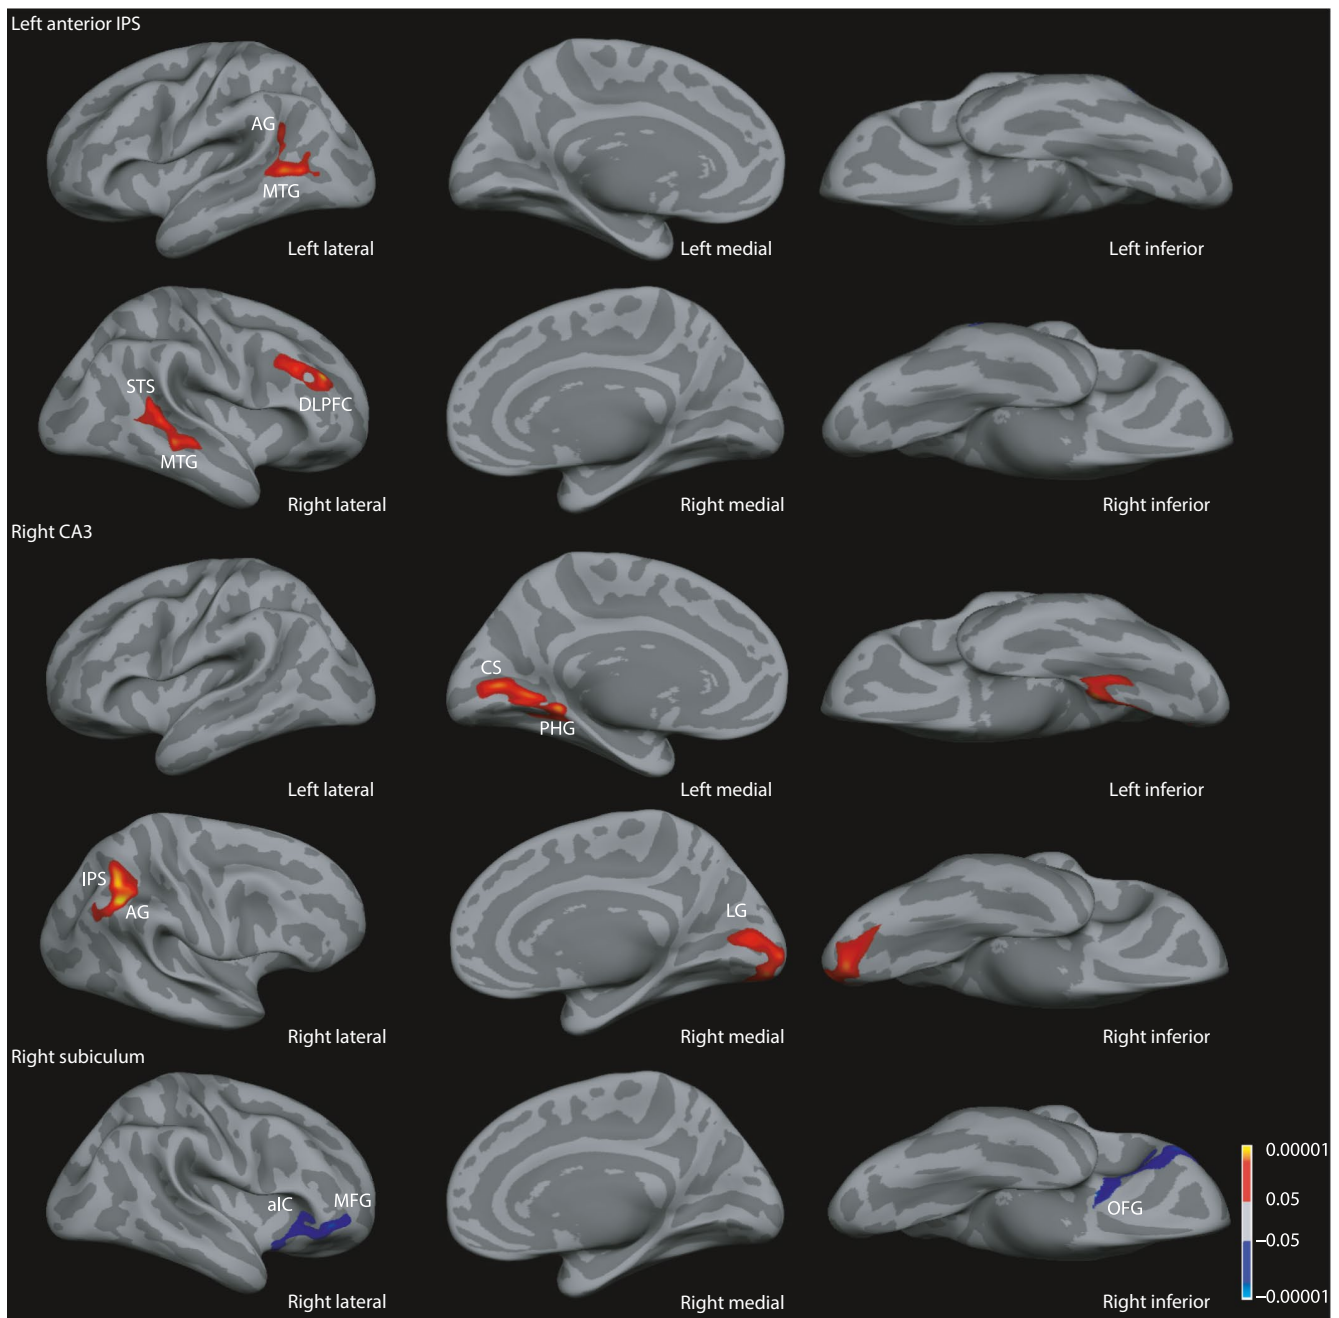 Left anterior IPS
AG
MTG
Left lateral
Left medial
Left inferior
STS
DLPFC
MTG
Right lateral
Right medial
Right inferior
Right CA3
CS
PHG
Left lateral
Left medial
Left inferior
IPS
AG
LG
Right lateral
Right medial
Right inferior
Right subiculum
aIC
MFG
OFG
0.00001
0.05
–0.05
–0.00001
Right lateral
Right medial
Right inferior